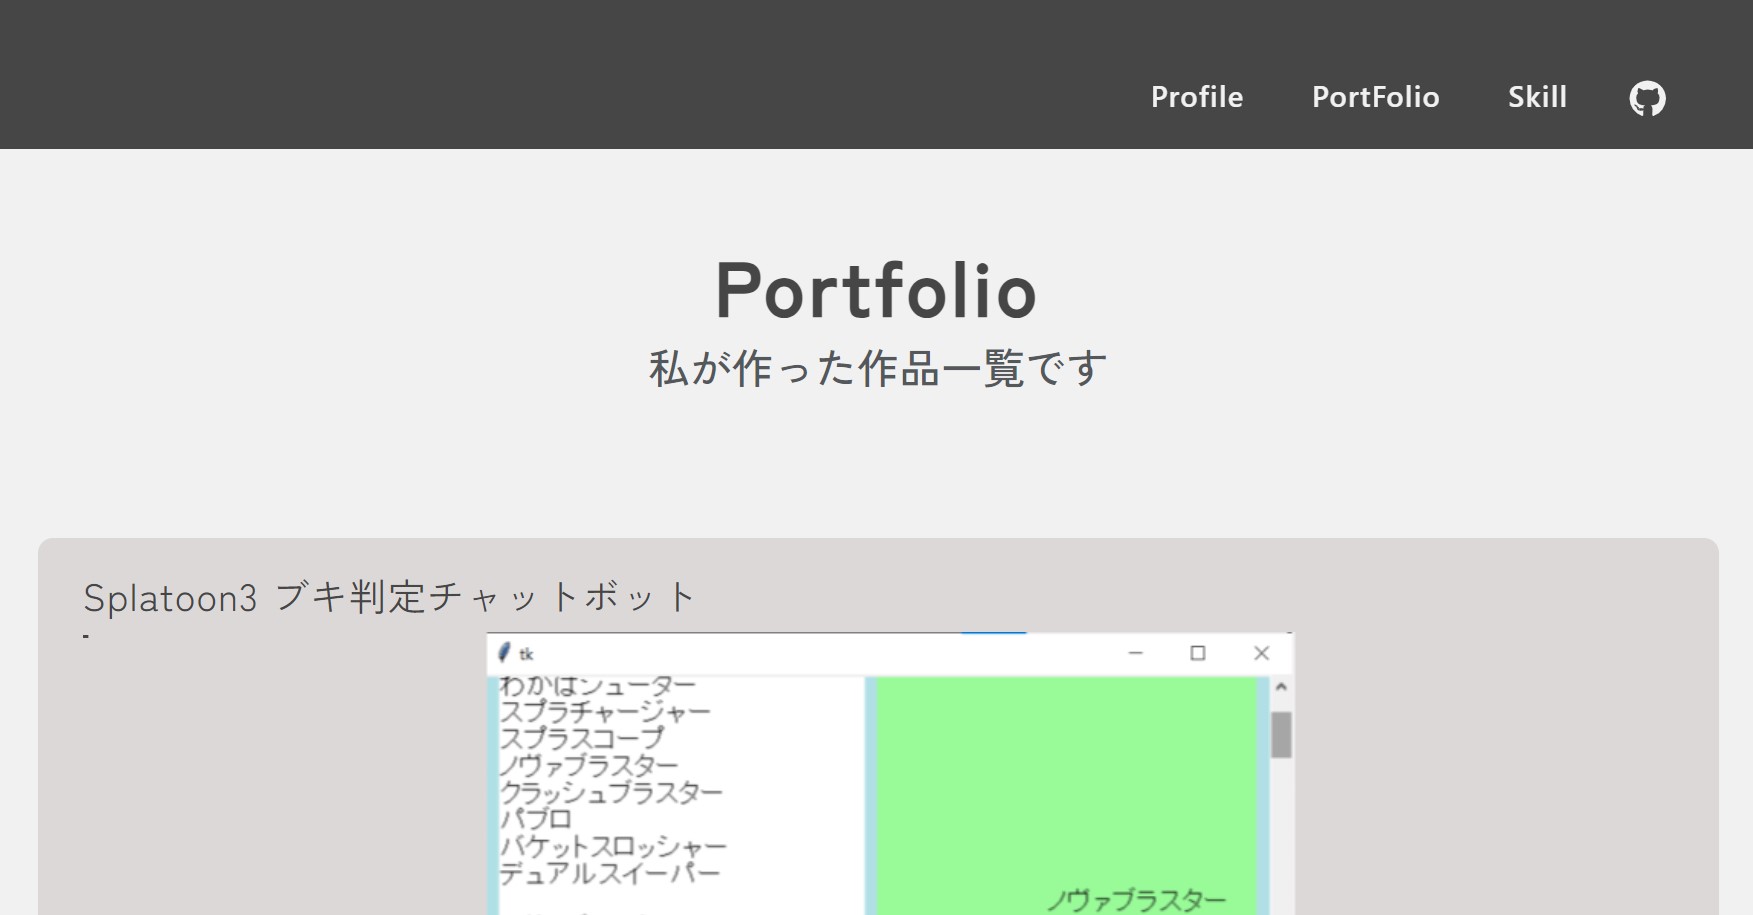 Profile PortFolio Skill
Portfolio
私が作った作品一覧です
Splatoon3 ブキ判定チャットボット
-
tk
わかばシューター
スプラチャージャー
スプラスコープ
ノヴァブラスター
クラッシュブラスター
パブロ
バケットスロッシャー
デュアルスイーパー
ノヴァブラスター